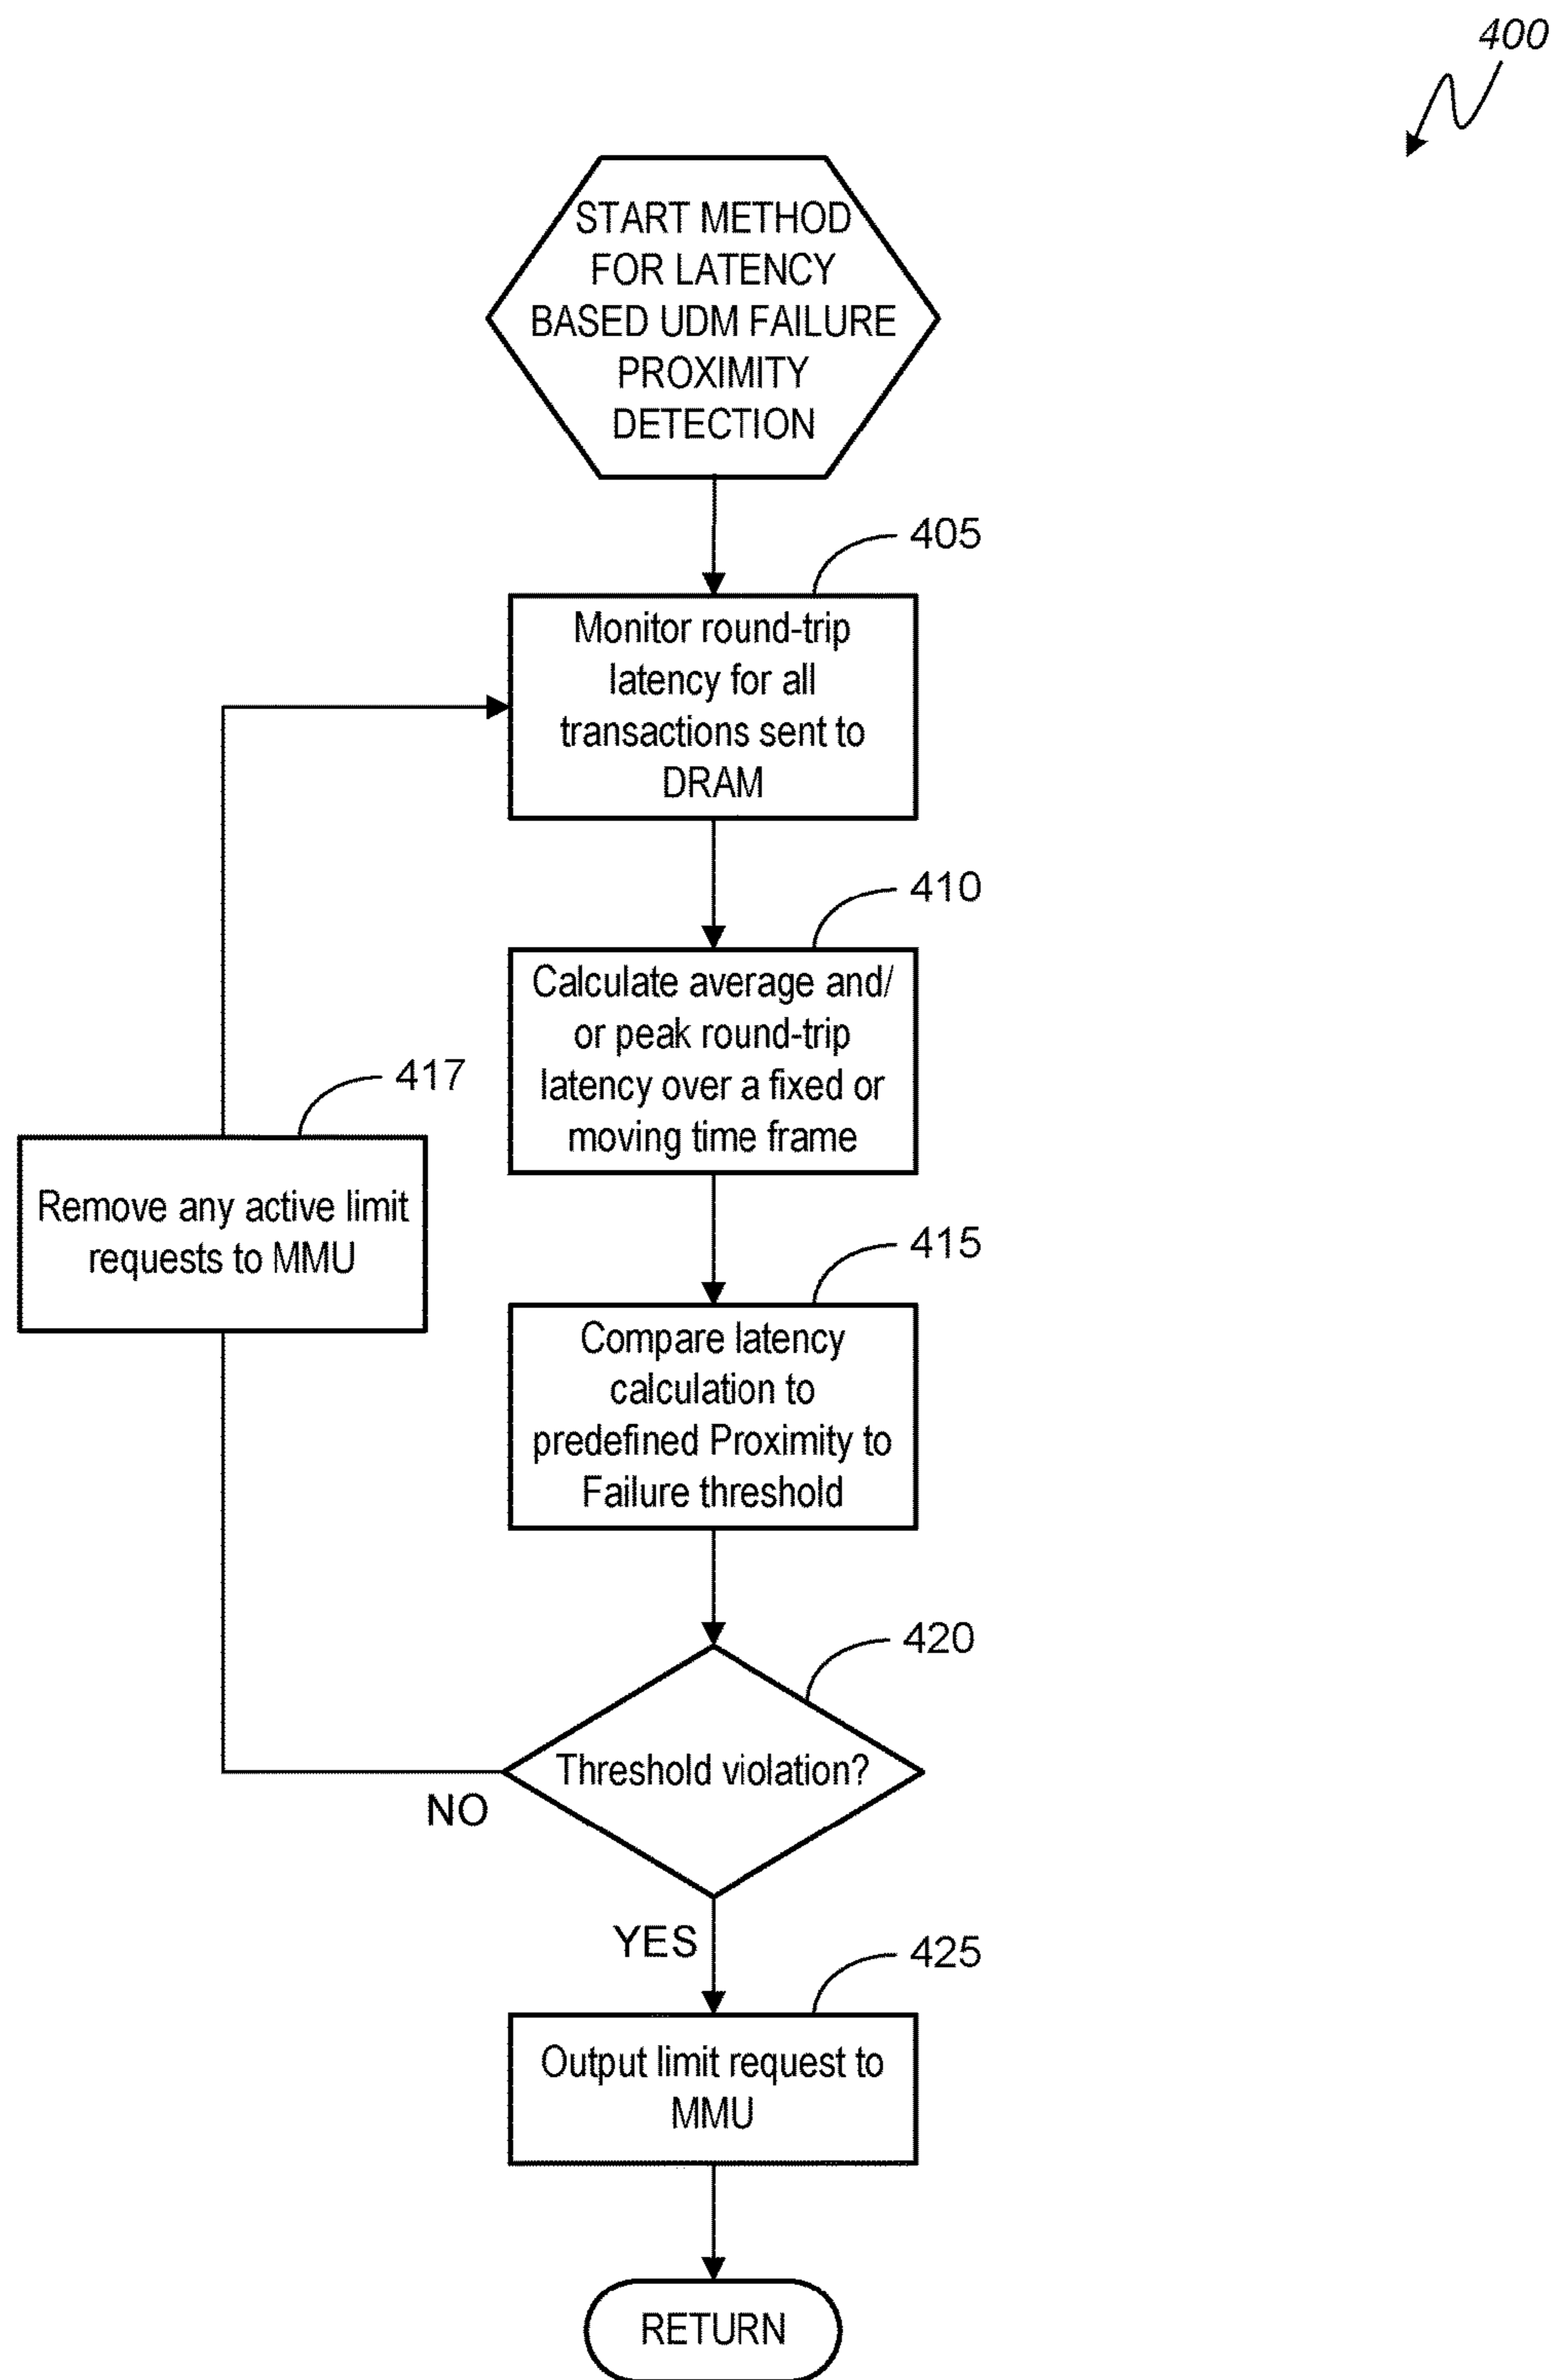 400
START METHOD
FOR LATENCY
BASED UDM FAILURE
PROXIMITY
DETECTION
405
Monitor round-trip
latency for all
transactions sent to
DRAM
410
Calculate average and/
or peak round-trip
latency over a fixed or
moving time frame
417
Remove any active limit
requests to MMU
415
Compare latency
calculation to
predefined Proximity to
Failure threshold
420
Threshold violation?
NO
YES
425
Output limit request to
MMU
RETURN